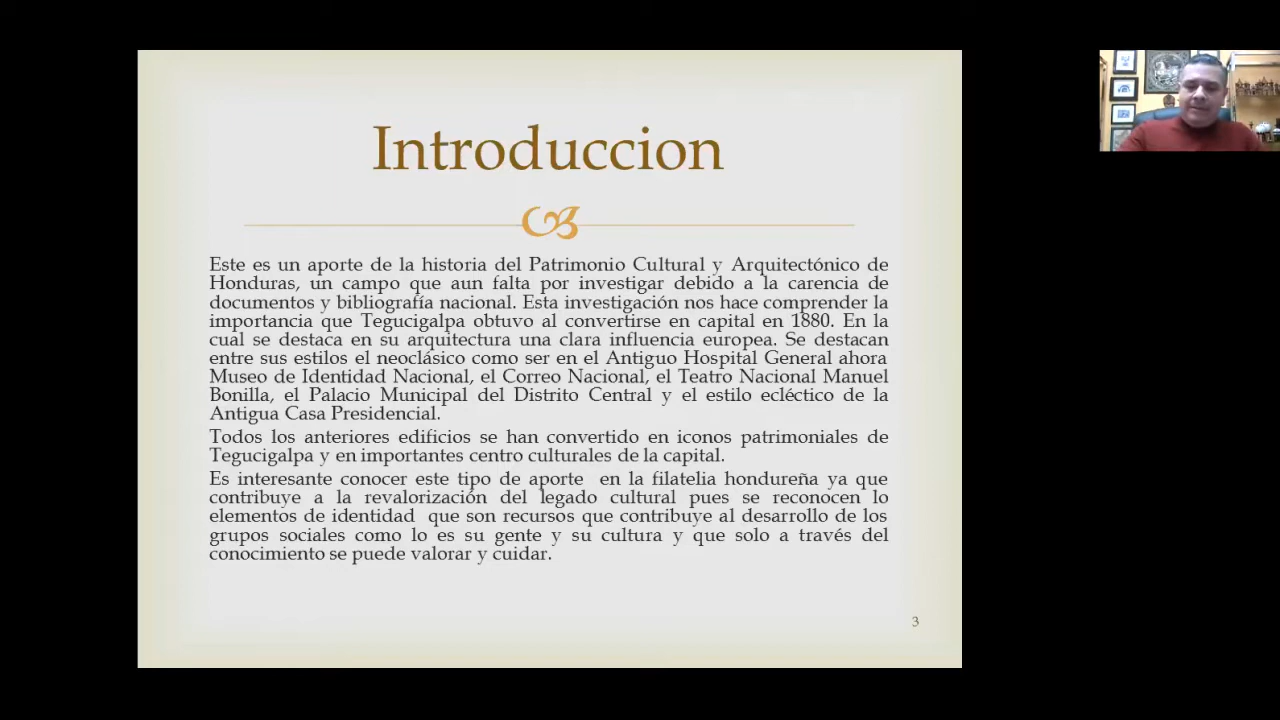 Introduccion
Este es un aporte de la historia del Patrimonio Cultural y Arquitectónico de
Honduras, un campo que aun falta por investigar debido a la carencia de
documentos y bibliografía nacional. Esta investigación nos hace comprender la
importancia que Tegucigalpa obtuvo al convertirse en capital en 1880. En la
cual se destaca en su arquitectura una clara influencia europea. Se destacan
entre sus estilos el neoclásico como ser en el Antiguo Hospital General ahora
Museo de Identidad Nacional, el Correo Nacional, el Teatro Nacional Manuel
Bonilla, el Palacio Municipal del Distrito Central y el estilo ecléctico de la
Antigua Casa Presidencial.
Todos los anteriores edificios se han convertido en iconos patrimoniales de
Tegucigalpa y en importantes centro culturales de la capital.
Es interesante conocer este tipo de aporte  en la filatelia hondureña ya que
contribuye a la revalorización del legado cultural pues se reconocen lo
elementos de identidad  que son recursos que contribuye al desarrollo de los
grupos sociales como lo es su gente y su cultura y que solo a través del
conocimiento se puede valorar y cuidar.
3